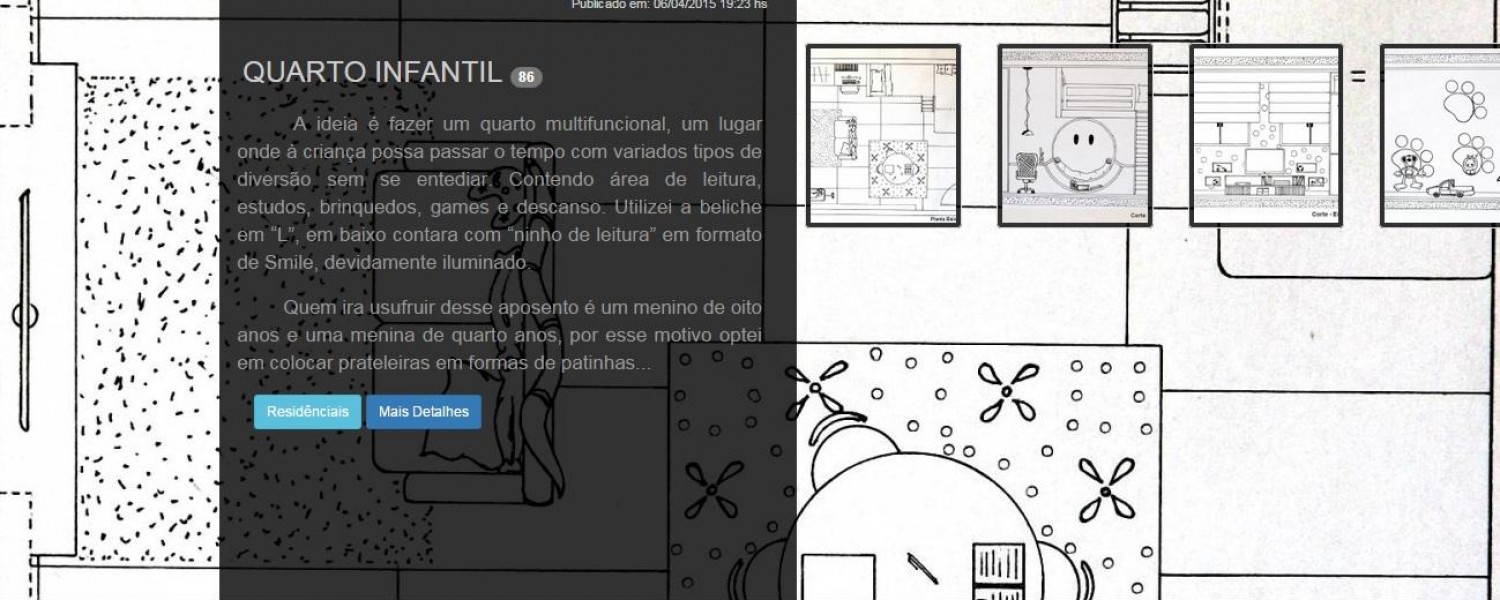 Publicado em: 06/04/2015 19:23 hs
QUARTO INFANTIL 86
A ideia é fazer um quarto multifuncional, um lugar
onde á criança possa passar o tempo com variados tipos de
diversão sem se entediar. Contendo área de leitura,
estudos, brinquedos, games e descanso. Utilizei a beliche
em “L”, em baixo contara com “ninho de leitura” em formato
de Smile, devidamente iluminado.
Quem ira usufruir desse aposento é um menino de oito
anos e uma menina de quarto anos, por esse motivo optei
em colocar prateleiras em formas de patinhas...
Residênciais Mais Detalhes
Corte